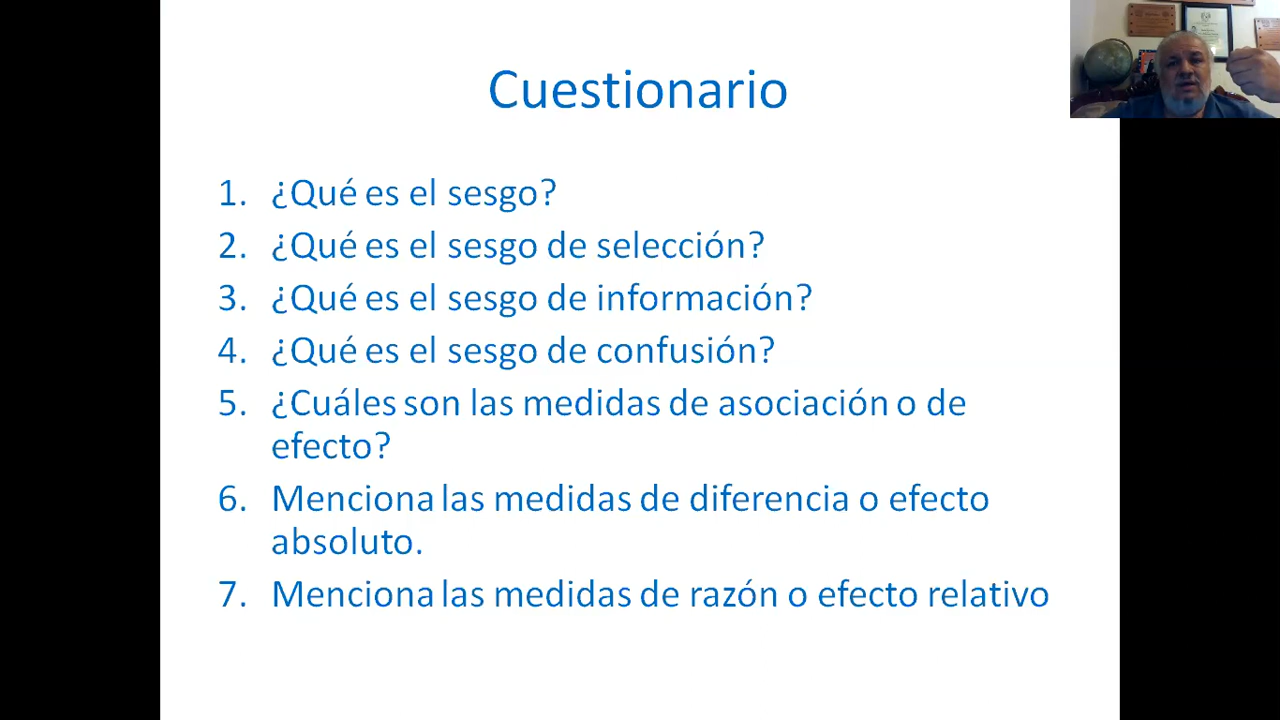 Cuestionario
1. ¿Qué es el sesgo?
2. ¿Qué es el sesgo de selección?
3. ¿Qué es el sesgo de información?
4. ¿Qué es el sesgo de confusión?
5. ¿Cuáles son las medidas de asociación o de
efecto?
6. Menciona las medidas de diferencia o efecto
absoluto.
7. Menciona las medidas de razón o efecto relativo